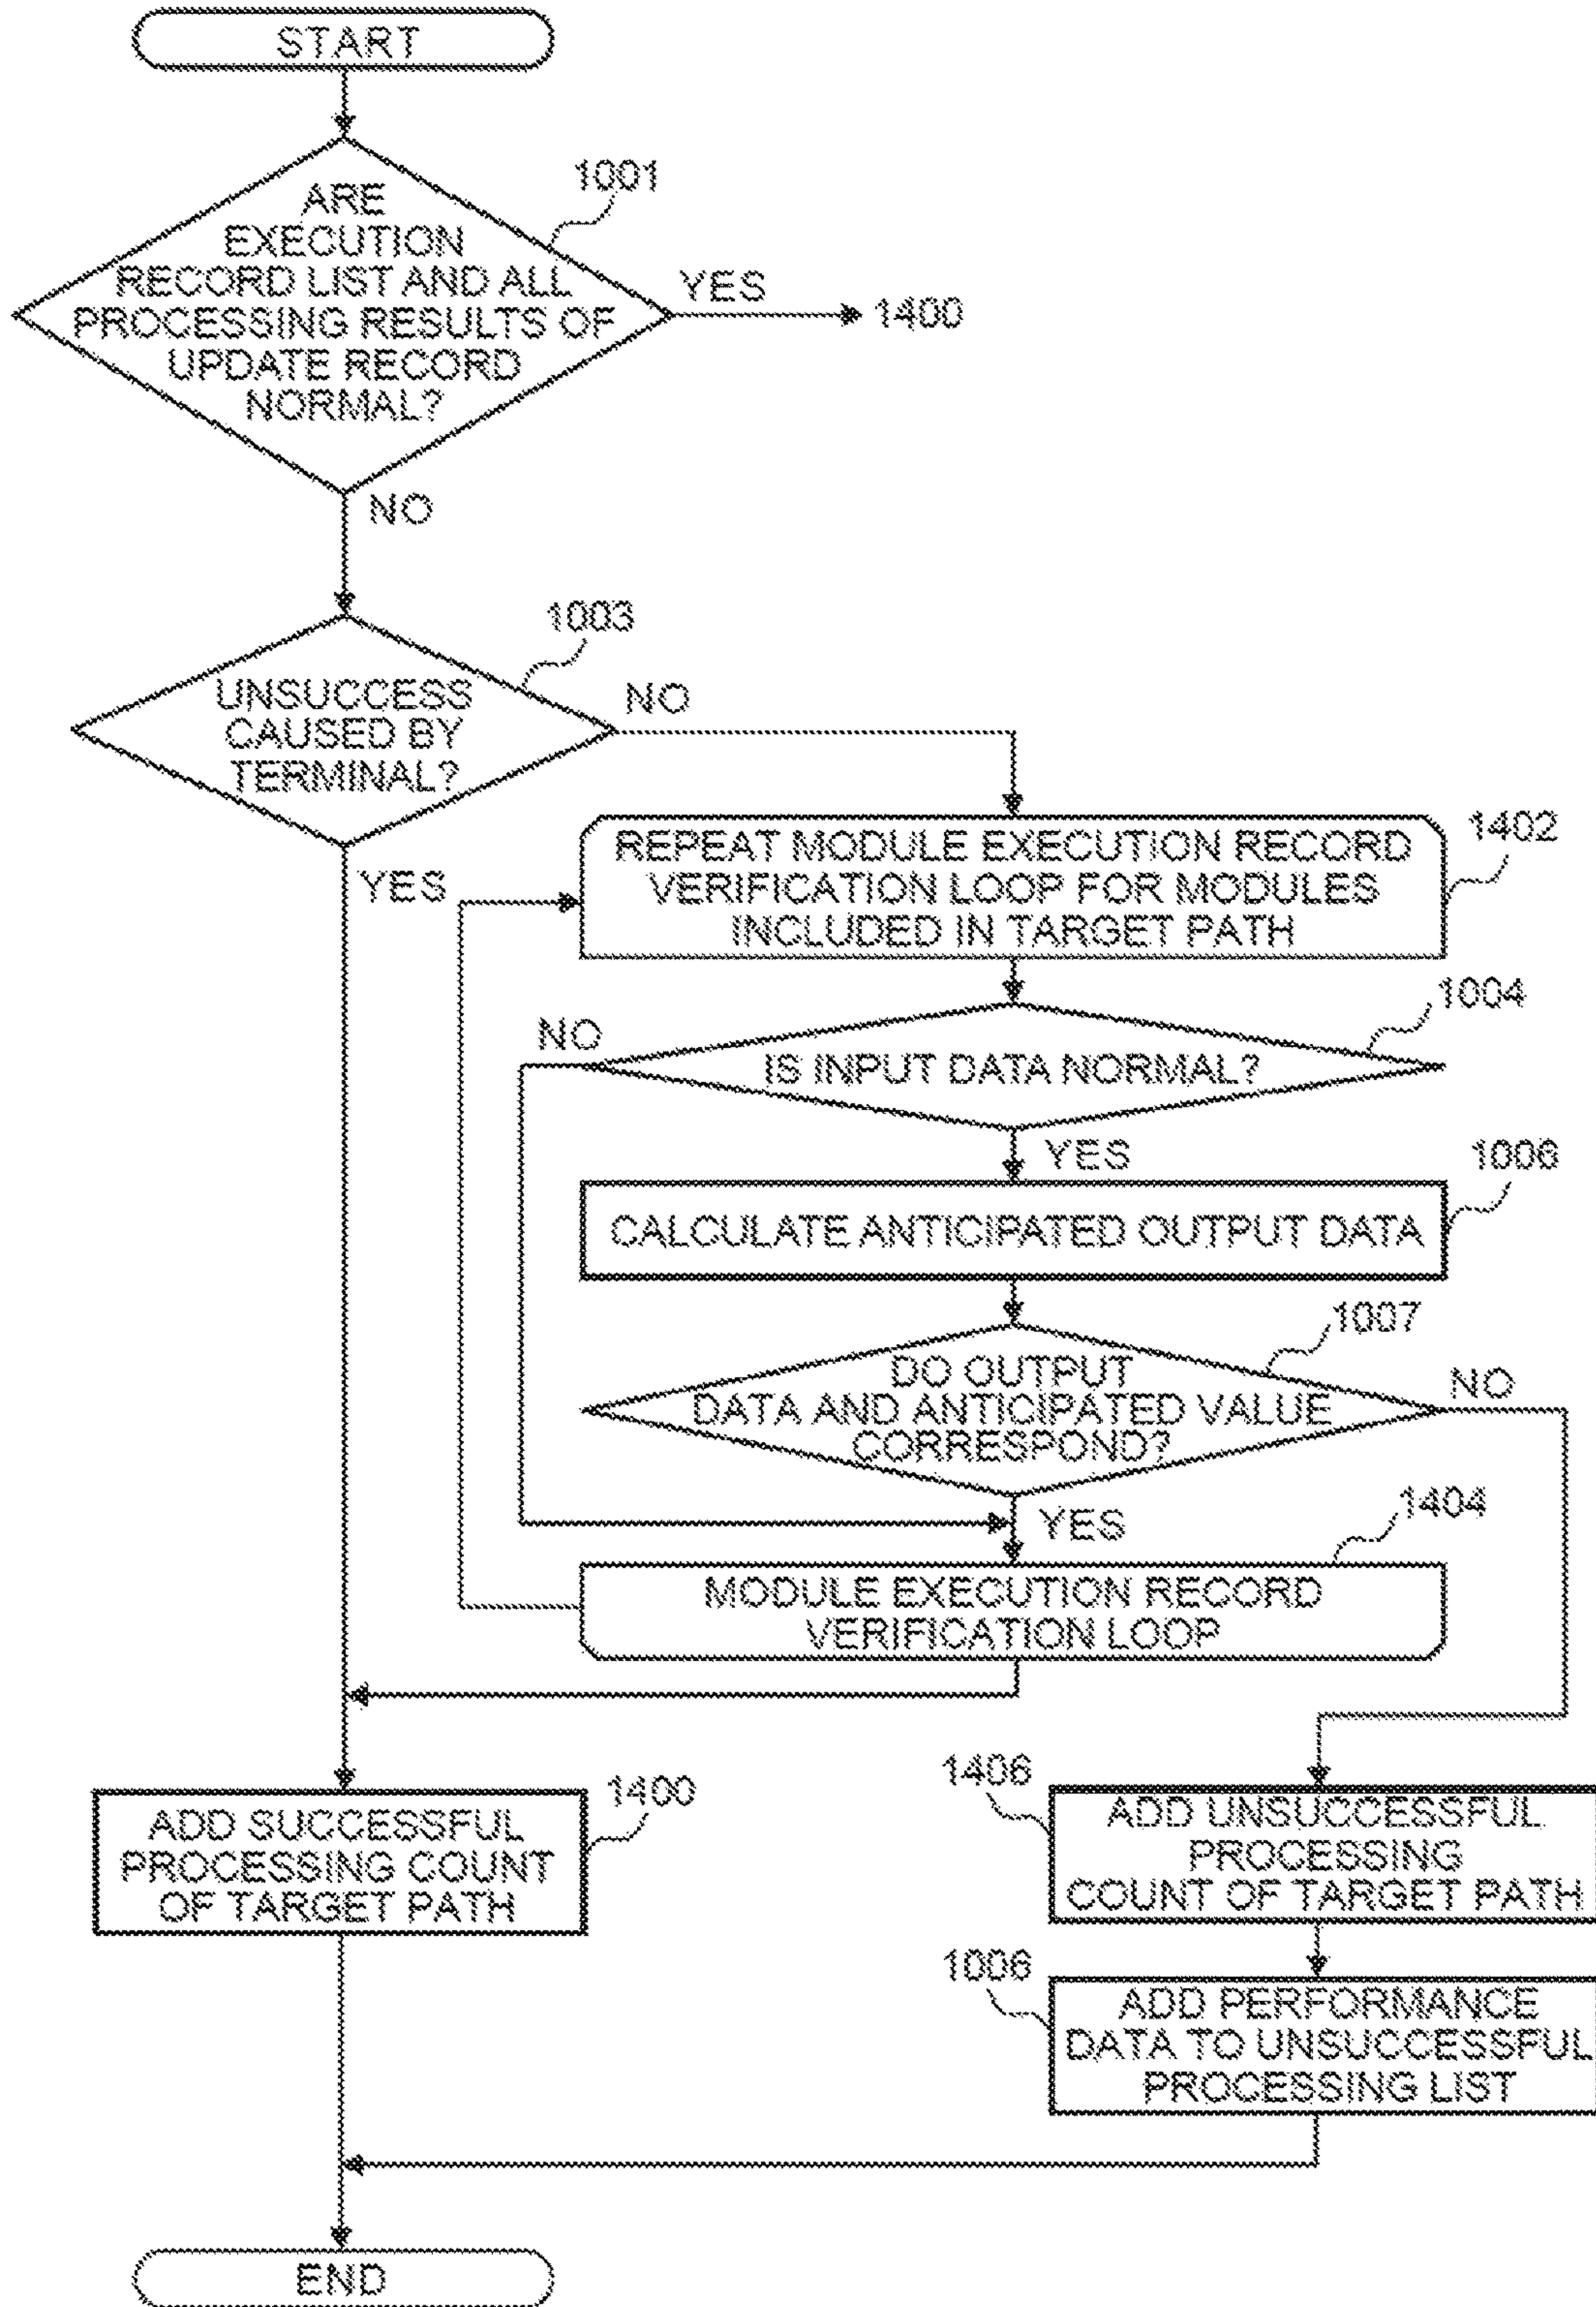 START
1001
ARE
EXECUTION
RECORD LIST AND ALL
PROCESSING RESULTS OF
UPDATE RECORD
NORMAL?
YES
1400
NO
1003
UNSUCCESS
CAUSED BY
TERMINAL?
NO
YES
1402
REPEAT MODULE EXECUTION RECORD
VERIFICATION LOOP FOR MODULES
INCLUDED IN TARGET PATH
1004
NO
IS INPUT DATA NORMAL?
YES
1006
CALCULATE ANTICIPATED OUTPUT DATA
1007
DO OUTPUT
DATA AND ANTICIPATED VALUE
CORRESPOND?
NO
YES
1404
MODULE EXECUTION RECORD
VERIFICATION LOOP
1400
ADD SUCCESSFUL
PROCESSING COUNT
OF TARGET PATH
1406
ADD UNSUCCESSFUL
PROCESSING
COUNT OF TARGET PATH
1006
ADD PERFORMANCE
DATA TO UNSUCCESSFUL
PROCESSING LIST
END